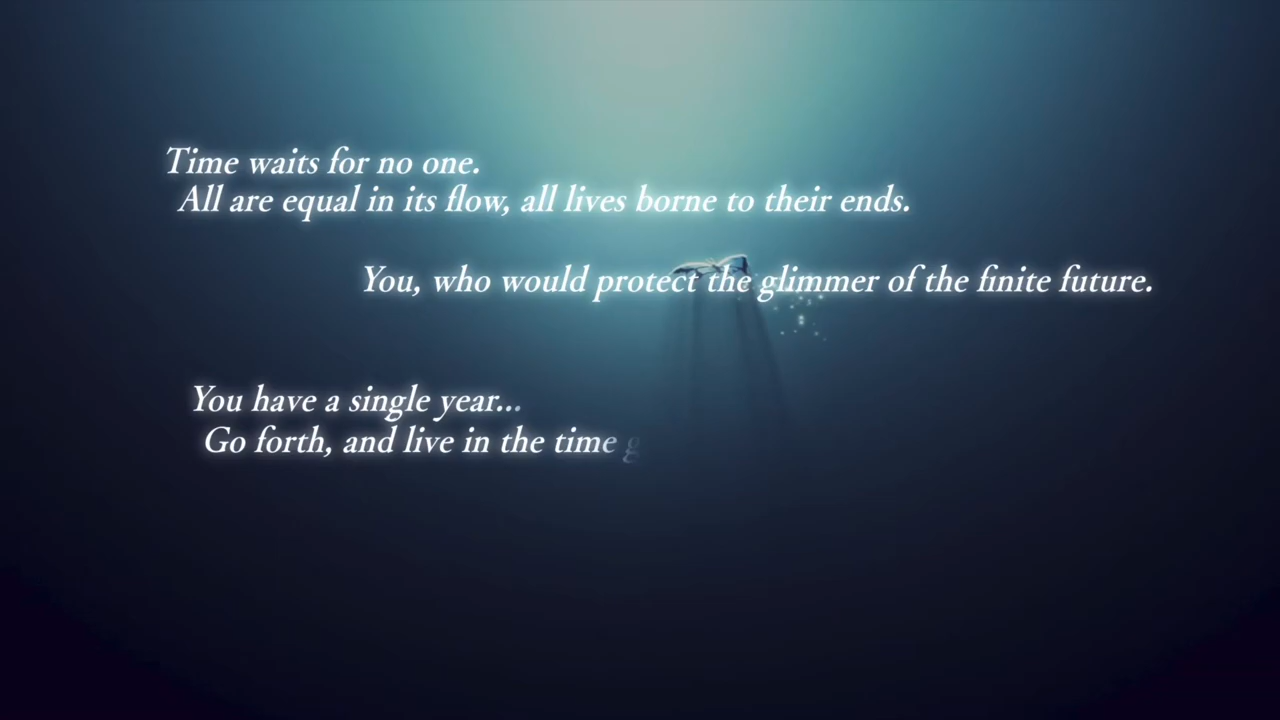 Time waits for no one.
All are equal in its flow, all lives borne to their ends.
You, who would protect the glimmer of the finite future.
You have a single year...
Go forth, and live in the time g